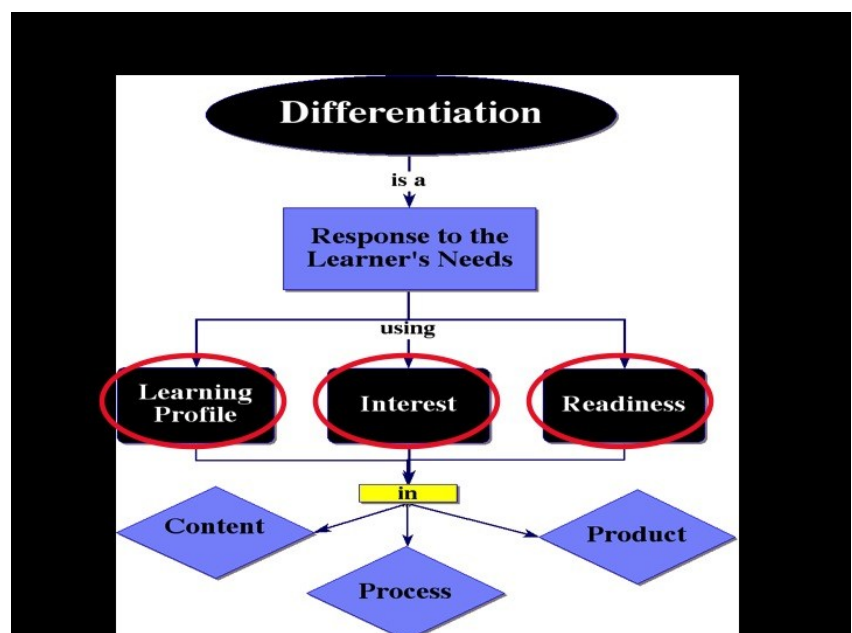 Differentiation
is a
Response to the
Learner's Needs
using
Learning
Profile
Interest
Readiness
in
Content
Process
Product